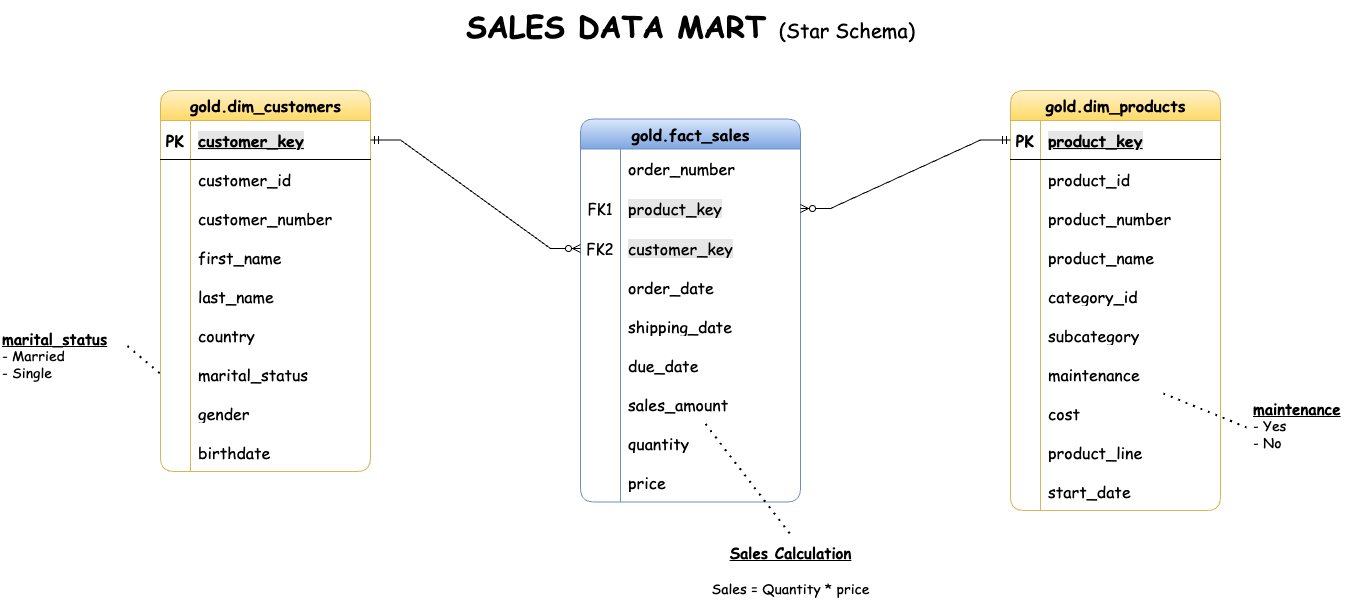 SALES DATA MART (Star Schema)
gold.dim_customers
PK customer_key
customer_id
customer_number
first_name
last_name
country
marital_status
gender
birthdate
marital_status
- Married
- Single
gold.fact_sales
order_number
FK1 product_key
FK2 customer_key
order_date
shipping_date
due_date
sales_amount
quantity
price
Sales Calculation
Sales = Quantity * price
gold.dim_products
PK product_key
product_id
product_number
product_name
category_id
subcategory
maintenance
cost
product_line
start_date
maintenance
- Yes
- No